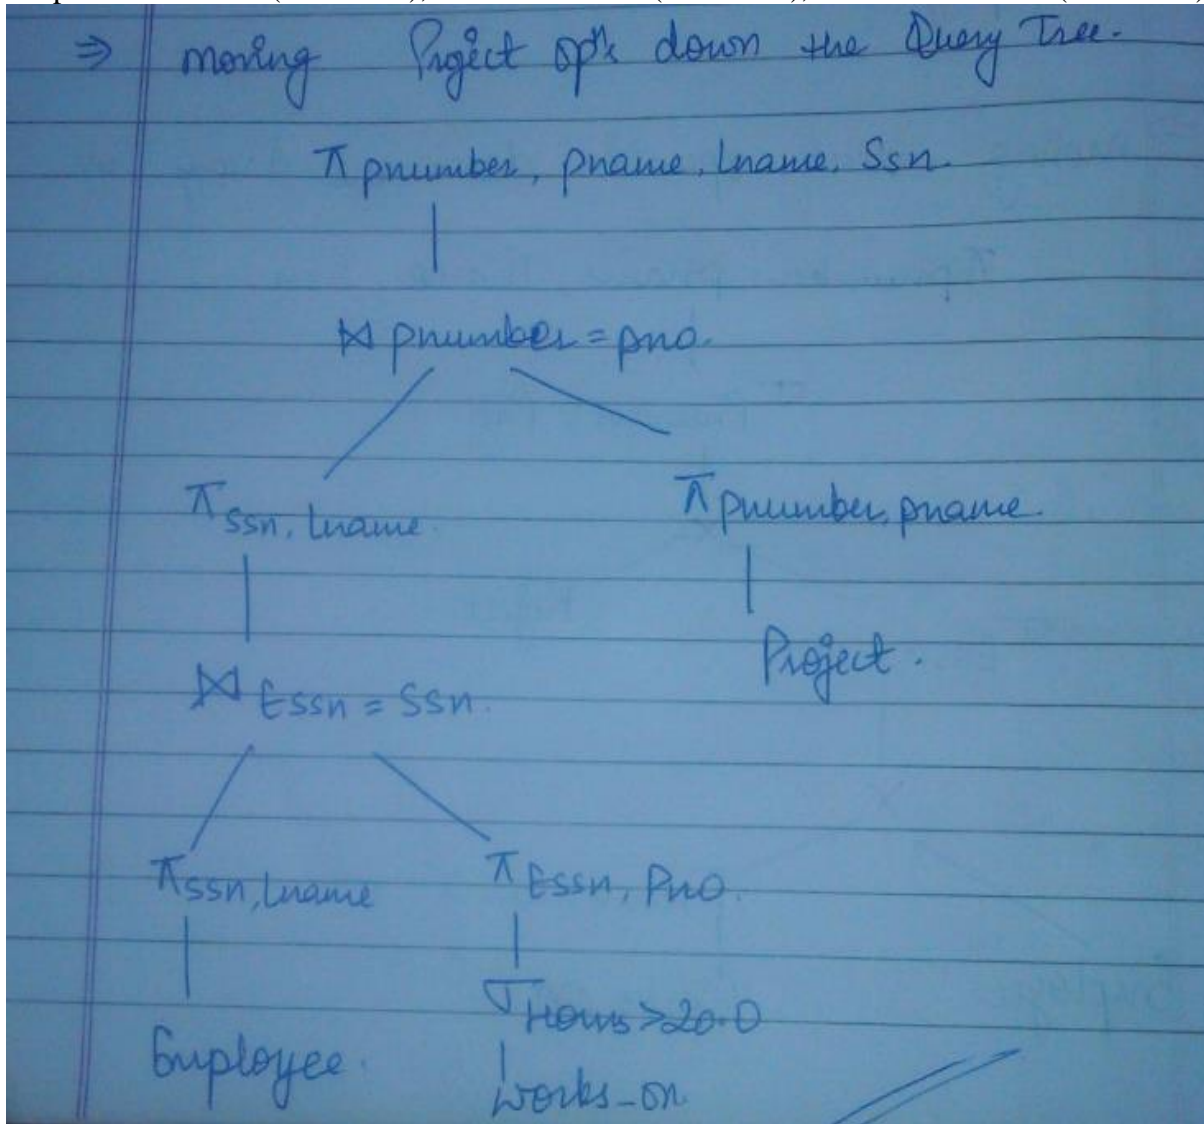 ⇒ moving Project opⁿs down the Query Tree.
π pnumber, pname, Lname, Ssn.
⋈ pnumber = pno.
π ssn, Lname.
π pnumber, pname.
Project.
⋈ Essn = Ssn.
π ssn, Lname
π Essn, Pno.
σ Hours>20.0
Employee.
works_on